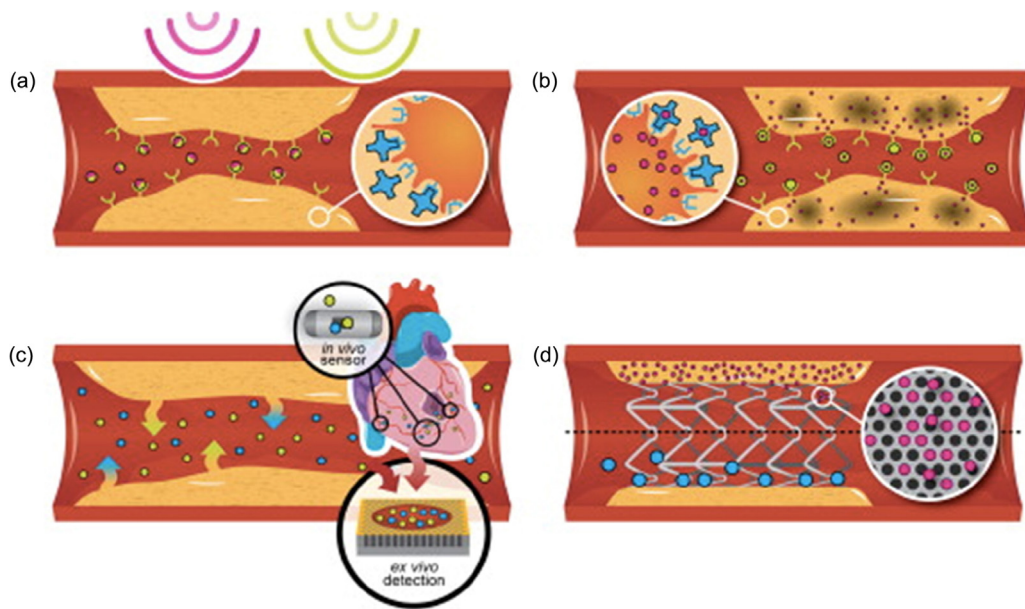 (a)
(b)
(c)
in vivo
sensor
ex vivo
detection
(d)